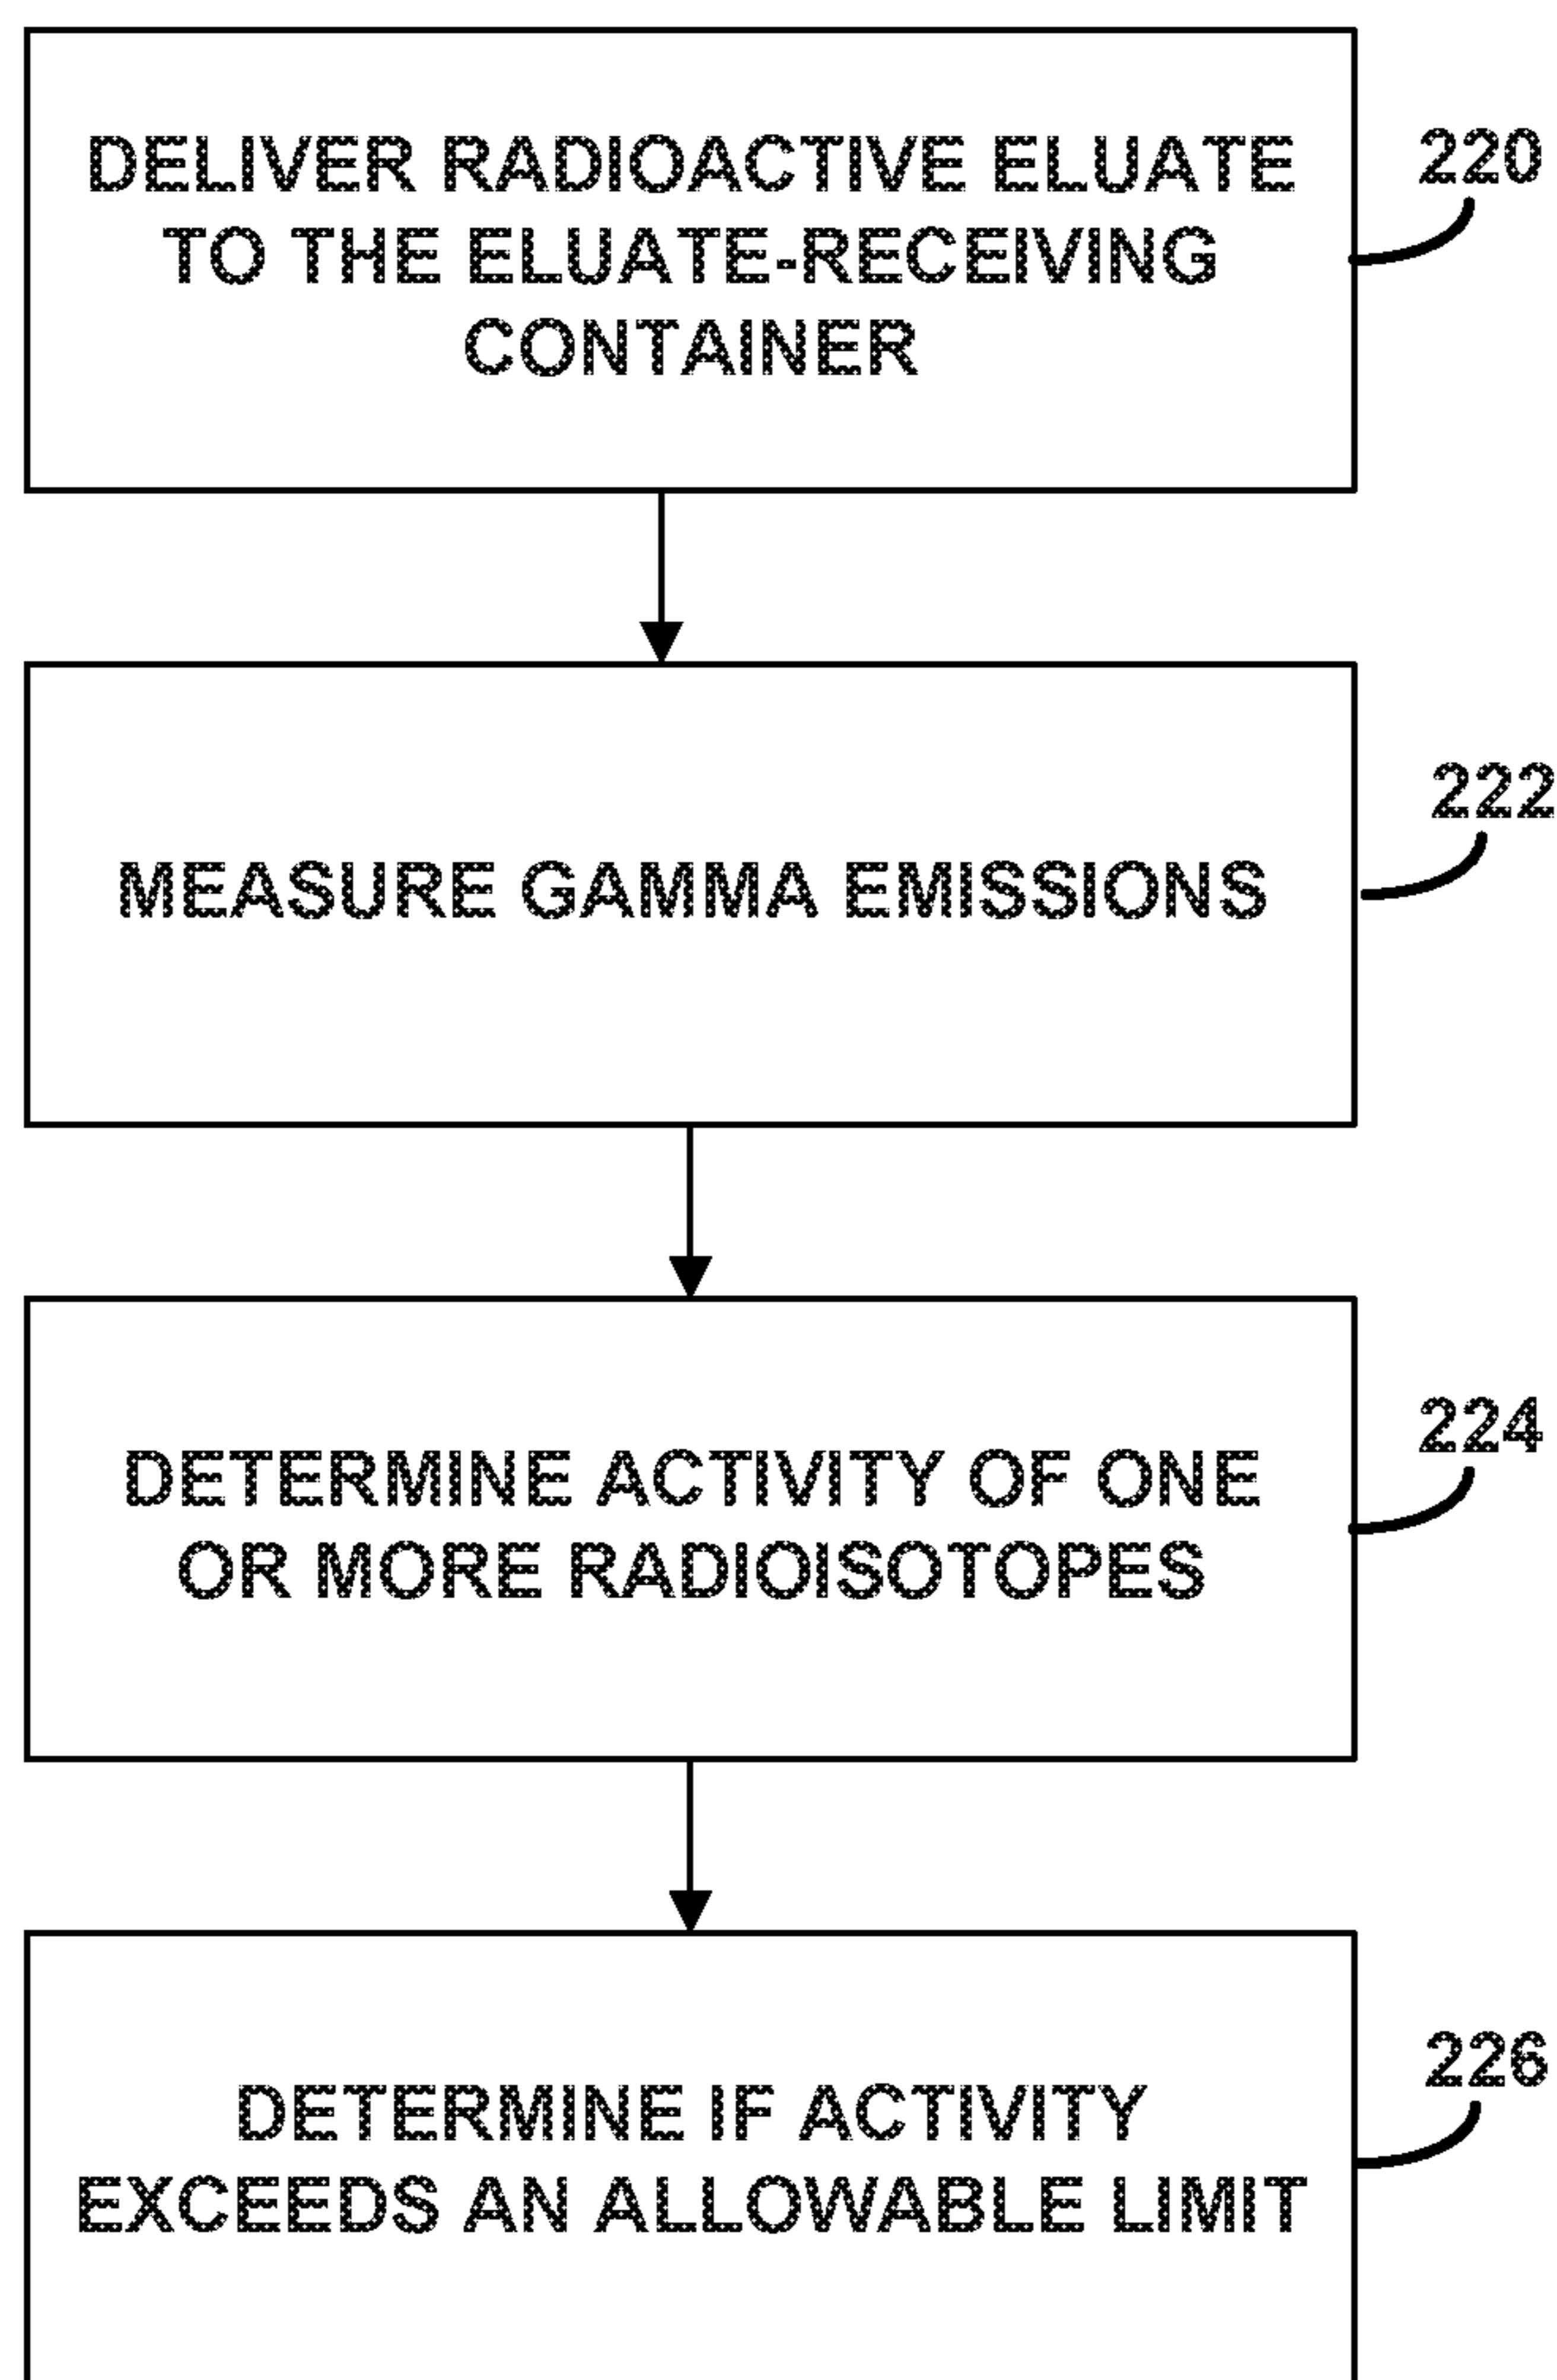 DELIVER RADIOACTIVE ELUATE
TO THE ELUATE-RECEIVING
CONTAINER
220
MEASURE GAMMA EMISSIONS
222
DETERMINE ACTIVITY OF ONE
OR MORE RADIOISOTOPES
224
DETERMINE IF ACTIVITY
EXCEEDS AN ALLOWABLE LIMIT
226